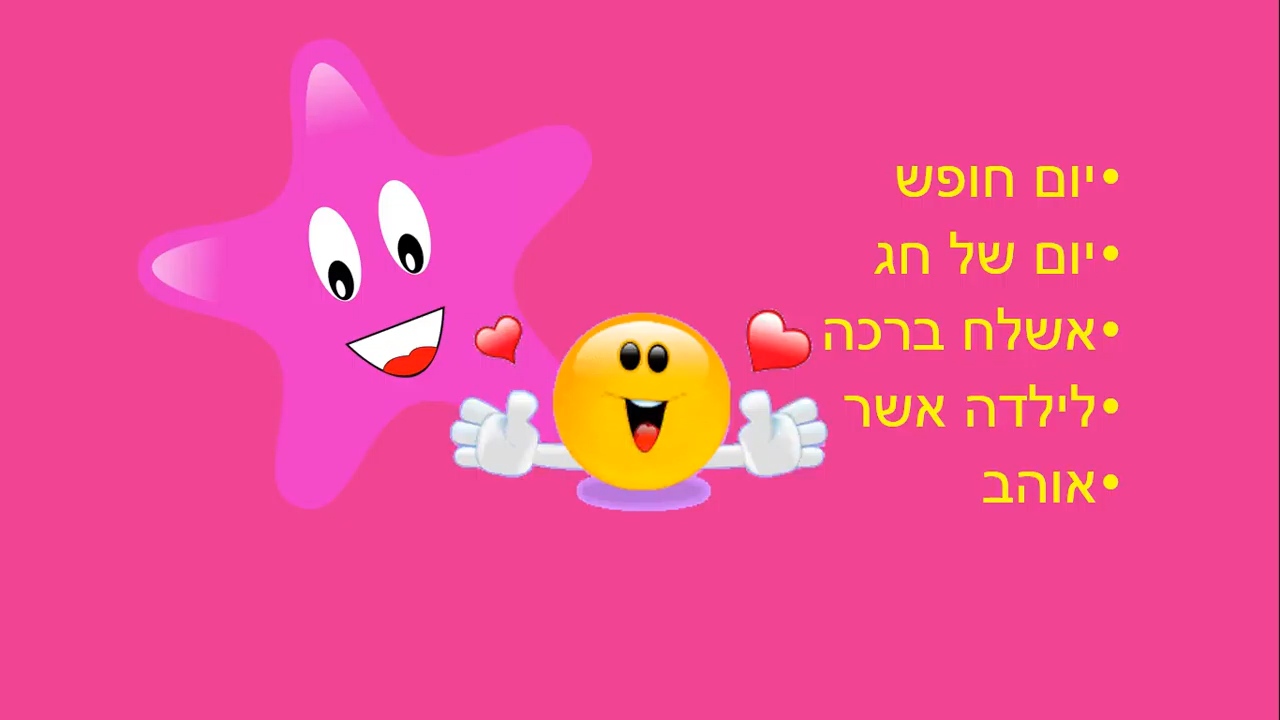 •יום חופש
•יום של חג
•אשלח ברכה
•לילדה אשר
•אוהב